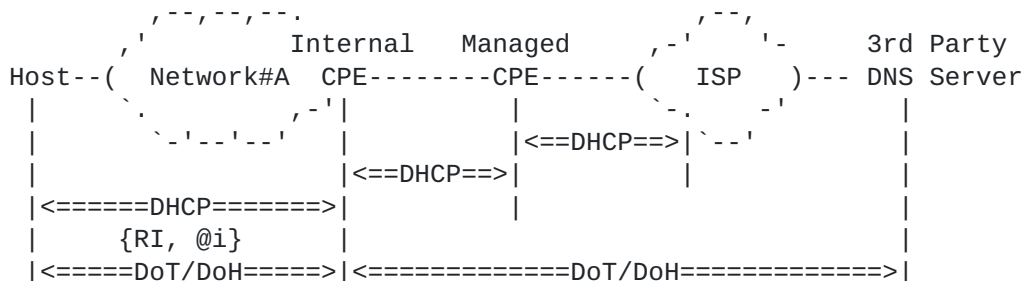 ,--,--,--.                         ,--,
       ,'         Internal   Managed     ,-'    '-     3rd Party
Host--(  Network#A  CPE--------CPE------(   ISP   )--- DNS Server
 |     `.         ,-'|          |        `-.    -'       |
 |       `-'--'--'   |          |<==DHCP==>|`--'         |
 |                   |<==DHCP==>|          |             |
 |<======DHCP=======>|          |                        |
 |     {RI, @i}      |                                   |
 |<=====DoT/DoH=====>|<=============DoT/DoH=============>|